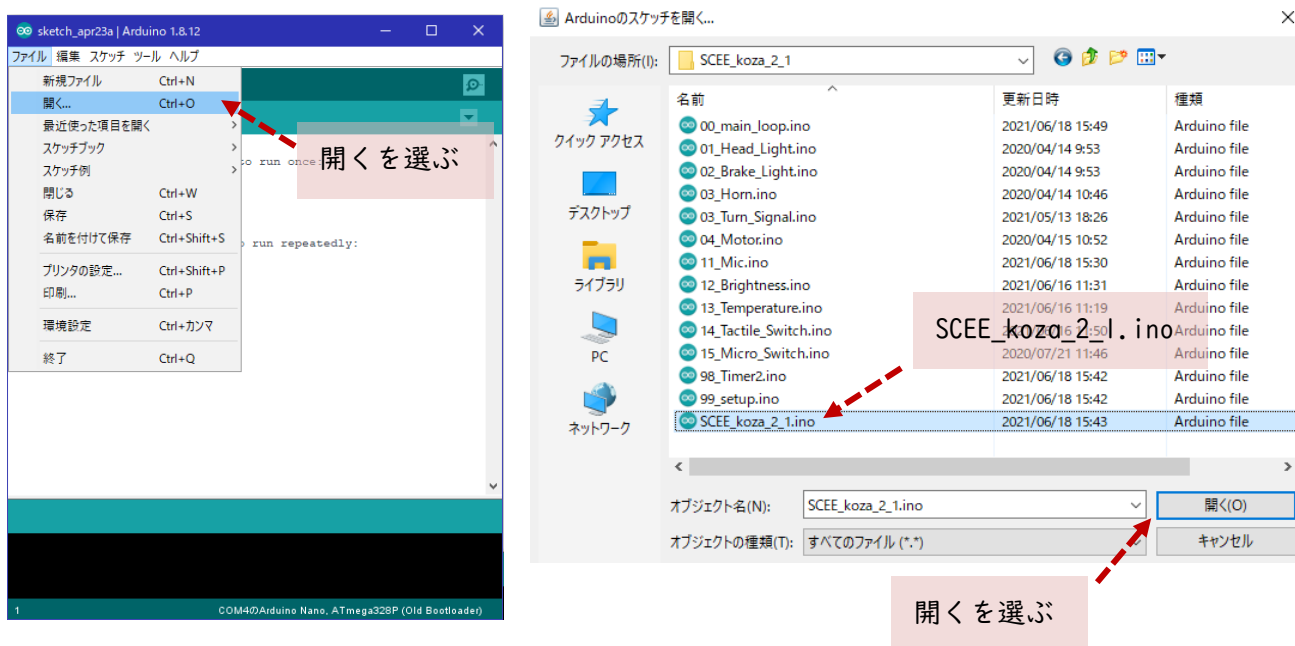 sketch_apr23a | Arduino 1.8.12
ファイル 編集 スケッチ ツール ヘルプ
新規ファイル Ctrl+N
開く... Ctrl+O
最近使った項目を開く
スケッチブック
スケッチ例
閉じる Ctrl+W
保存 Ctrl+S
名前を付けて保存 Ctrl+Shift+S
プリンタの設定... Ctrl+Shift+P
印刷... Ctrl+P
環境設定 Ctrl+カンマ
終了 Ctrl+Q
to run once:
run repeatedly:
開くを選ぶ
1 COM4のArduino Nano, ATmega328P (Old Bootloader)
Arduinoのスケッチを開く...
ファイルの場所(I): SCEE_koza_2_1
クイック アクセス
デスクトップ
ライブラリ
PC
ネットワーク
名前 更新日時 種類
00_main_loop.ino 2021/06/18 15:49 Arduino file
01_Head_Light.ino 2020/04/14 9:53 Arduino file
02_Brake_Light.ino 2020/04/14 9:53 Arduino file
03_Horn.ino 2020/04/14 10:46 Arduino file
03_Turn_Signal.ino 2021/05/13 18:26 Arduino file
04_Motor.ino 2020/04/15 10:52 Arduino file
11_Mic.ino 2021/06/18 15:30 Arduino file
12_Brightness.ino 2021/06/16 11:31 Arduino file
13_Temperature.ino 2021/06/16 11:19 Arduino file
14_Tactile_Switch.ino Arduino file
15_Micro_Switch.ino 2020/07/21 11:46 Arduino file
98_Timer2.ino 2021/06/18 15:42 Arduino file
99_setup.ino 2021/06/18 15:42 Arduino file
SCEE_koza_2_1.ino 2021/06/18 15:43 Arduino file
SCEE_koza_2_1.ino
オブジェクト名(N): SCEE_koza_2_1.ino 開く(O)
オブジェクトの種類(T): すべてのファイル (*.*) キャンセル
開くを選ぶ